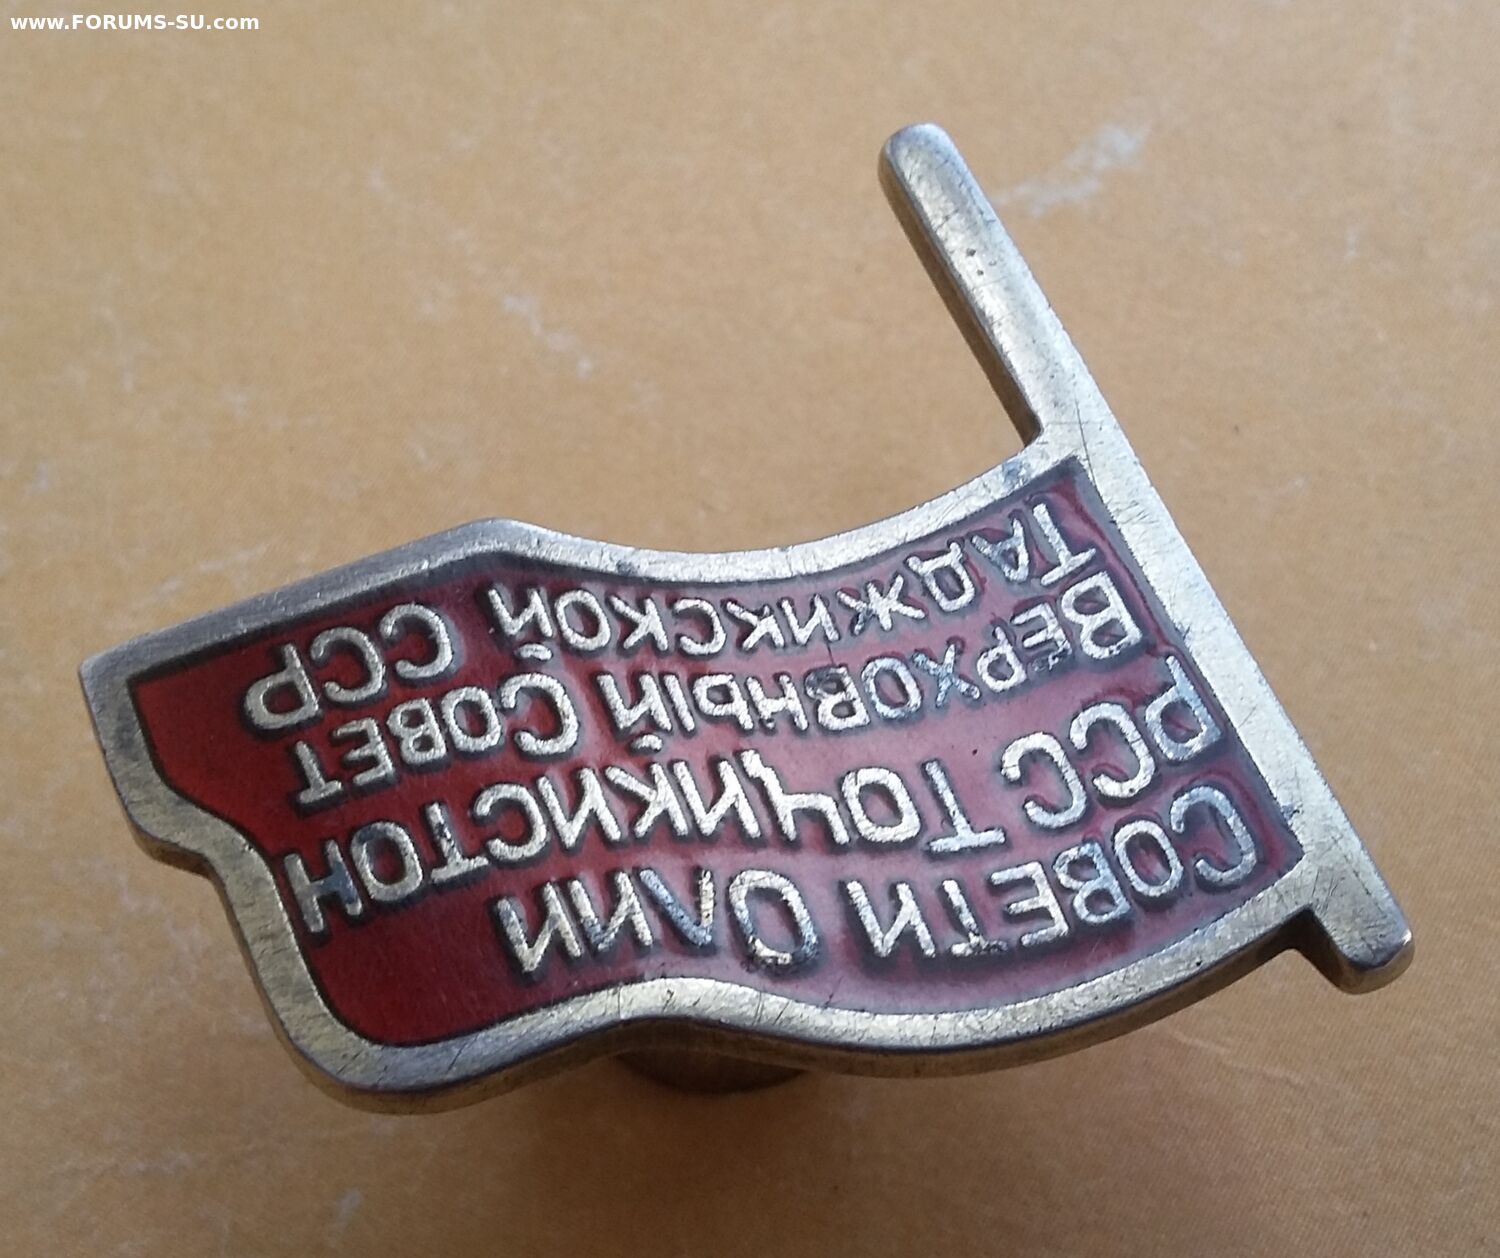 www.FORUMS-SU.com
СОВЕТИ ОЛИИ
РСС ТОҶИКИСТОН
ВЕРХОВНЫЙ СОВЕТ
ТАДЖИКСКОЙ ССР